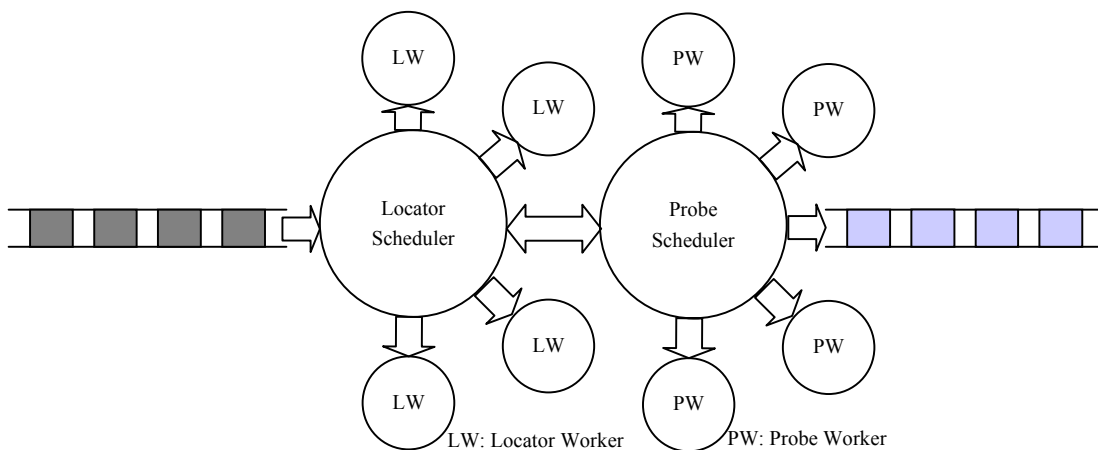 LW
PW
LW
PW
Locator
Scheduler
Probe
Scheduler
LW
PW
LW
PW
LW: Locator Worker
PW: Probe Worker